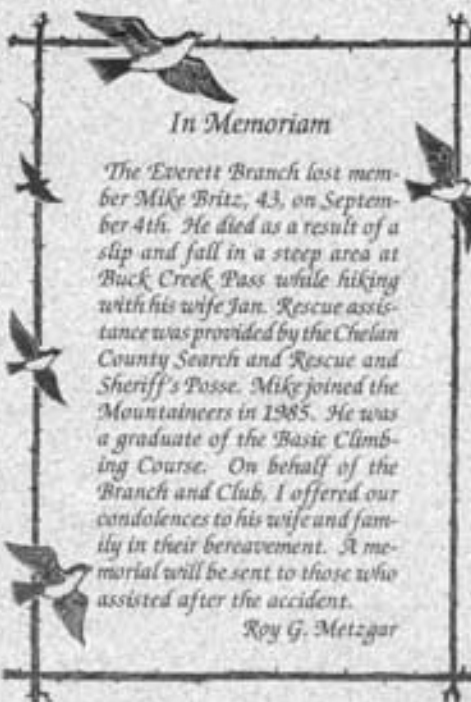 In Memoriam
The Everett Branch lost mem-
ber Mike Britz, 43, on Septem-
ber 4th. He died as a result of a
slip and fall in a steep area at
Buck Creek Pass while hiking
with his wife Jan. Rescue assis-
tance was provided by the Chelan
County Search and Rescue and
Sheriff's Posse. Mike joined the
Mountaineers in 1985. He was
a graduate of the Basic Climb-
ing Course. On behalf of the
Branch and Club, I offered our
condolences to his wife and fam-
ily in their bereavement. A me-
morial will be sent to those who
assisted after the accident.
Roy G. Metzgar